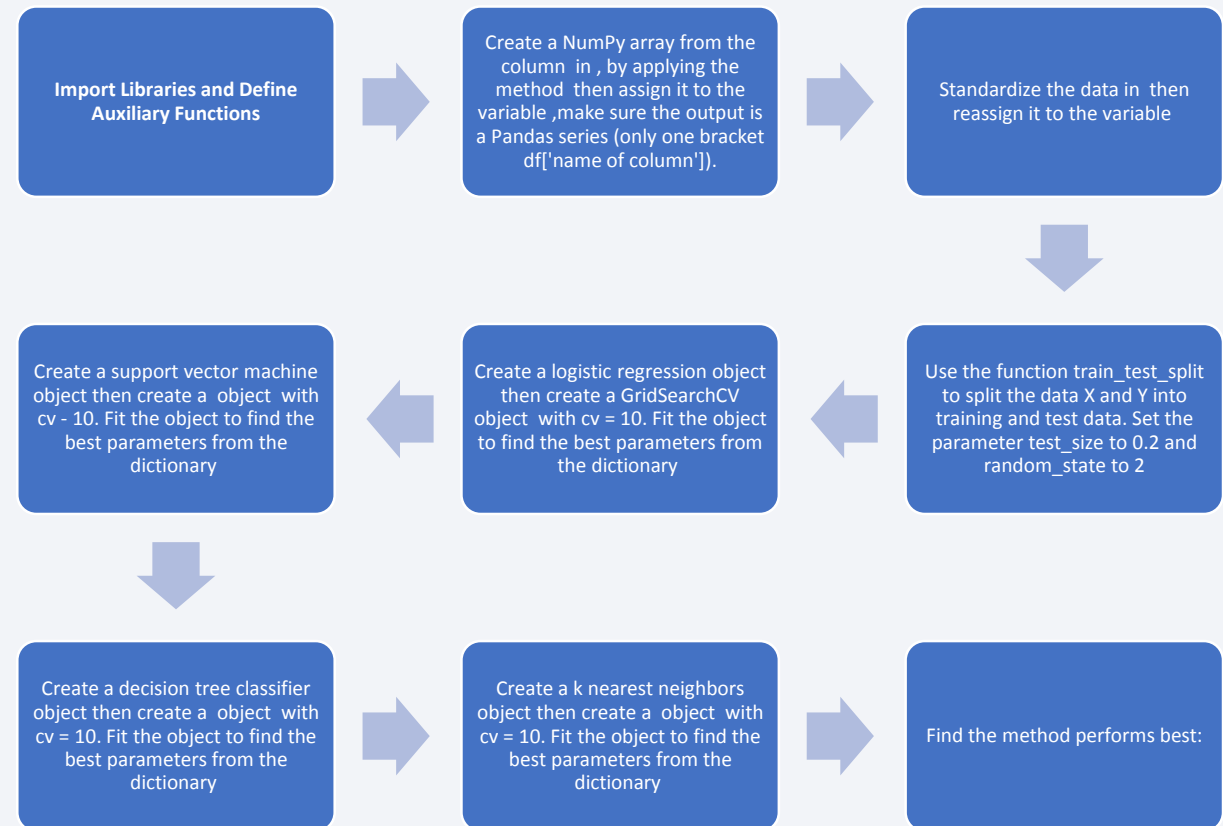 Import Libraries and Define
Auxiliary Functions
Create a NumPy array from the
column in , by applying the
method then assign it to the
variable ,make sure the output is
a Pandas series (only one bracket
df['name of column']).
Standardize the data in then
reassign it to the variable
Use the function train_test_split
to split the data X and Y into
training and test data. Set the
parameter test_size to 0.2 and
random_state to 2
Create a logistic regression object
then create a GridSearchCV
object with cv = 10. Fit the object
to find the best parameters from
the dictionary
Create a support vector machine
object then create a object with
cv - 10. Fit the object to find the
best parameters from the
dictionary
Create a decision tree classifier
object then create a object with
cv = 10. Fit the object to find the
best parameters from the
dictionary
Create a k nearest neighbors
object then create a object with
cv = 10. Fit the object to find the
best parameters from the
dictionary
Find the method performs best: